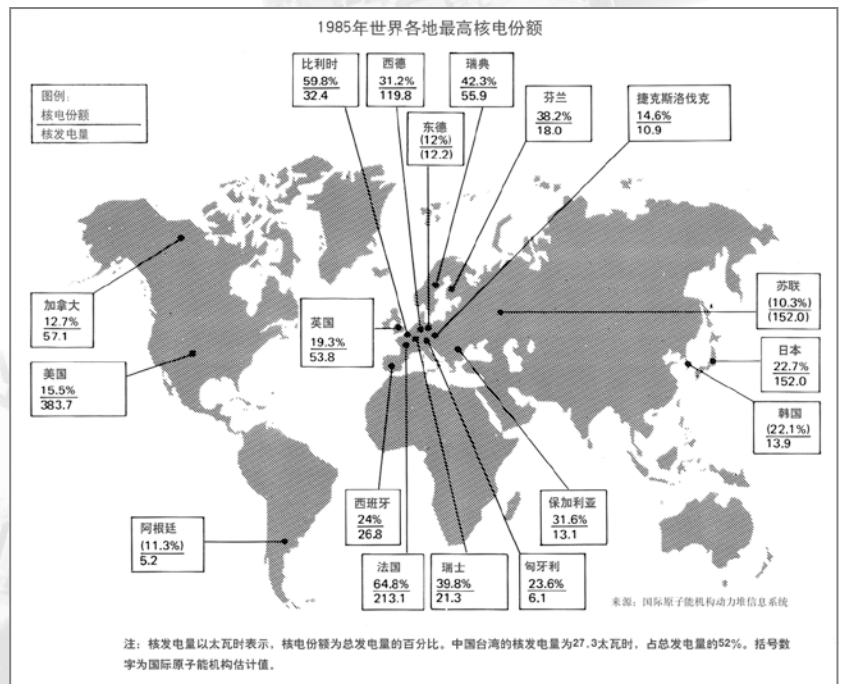 1985年世界各地最高核电份额
图例:
核电份额
核发电量
比利时
59.8%
32.4
西德
31.2%
119.8
瑞典
42.3%
55.9
东德
(12%)
(12.2)
芬兰
38.2%
18.0
捷克斯洛伐克
14.6%
10.9
加拿大
12.7%
57.1
美国
15.5%
383.7
英国
19.3%
53.8
苏联
(10.3%)
(152.0)
日本
22.7%
152.0
韩国
(22.1%)
13.9
阿根廷
(11.3%)
5.2
西班牙
24%
26.8
法国
64.8%
213.1
瑞士
39.8%
21.3
保加利亚
31.6%
13.1
匈牙利
23.6%
6.1
来源: 国际原子能机构动力堆信息系统
注: 核发电量以太瓦时表示, 核电份额为总发电量的百分比。中国台湾的核发电量为27.3太瓦时, 占总发电量的52%。括号数
字为国际原子能机构估计值。